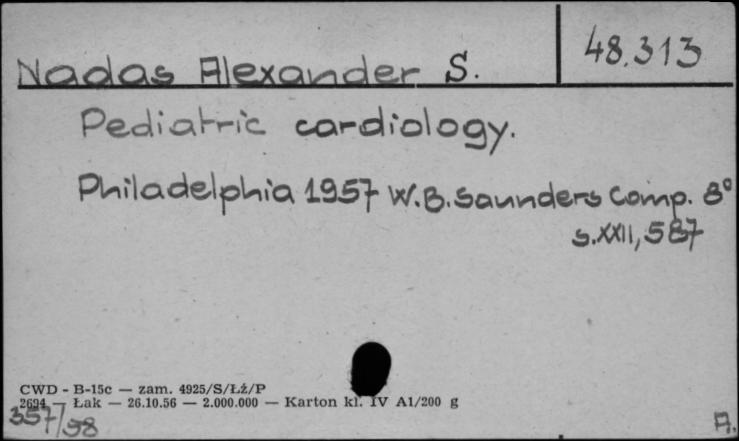 48.313
Nadas Alexander S.
Pediatric cardiology.
Philadelphia 1957 W.B. Saunders Comp. 8°
s.XXII, 587
CWD - B-15c — zam. 4925/S/Łż/P
2694 — Łak — 26.10.56 — 2.000.000 — Karton kl. IV A1/200 g
357/98
A.